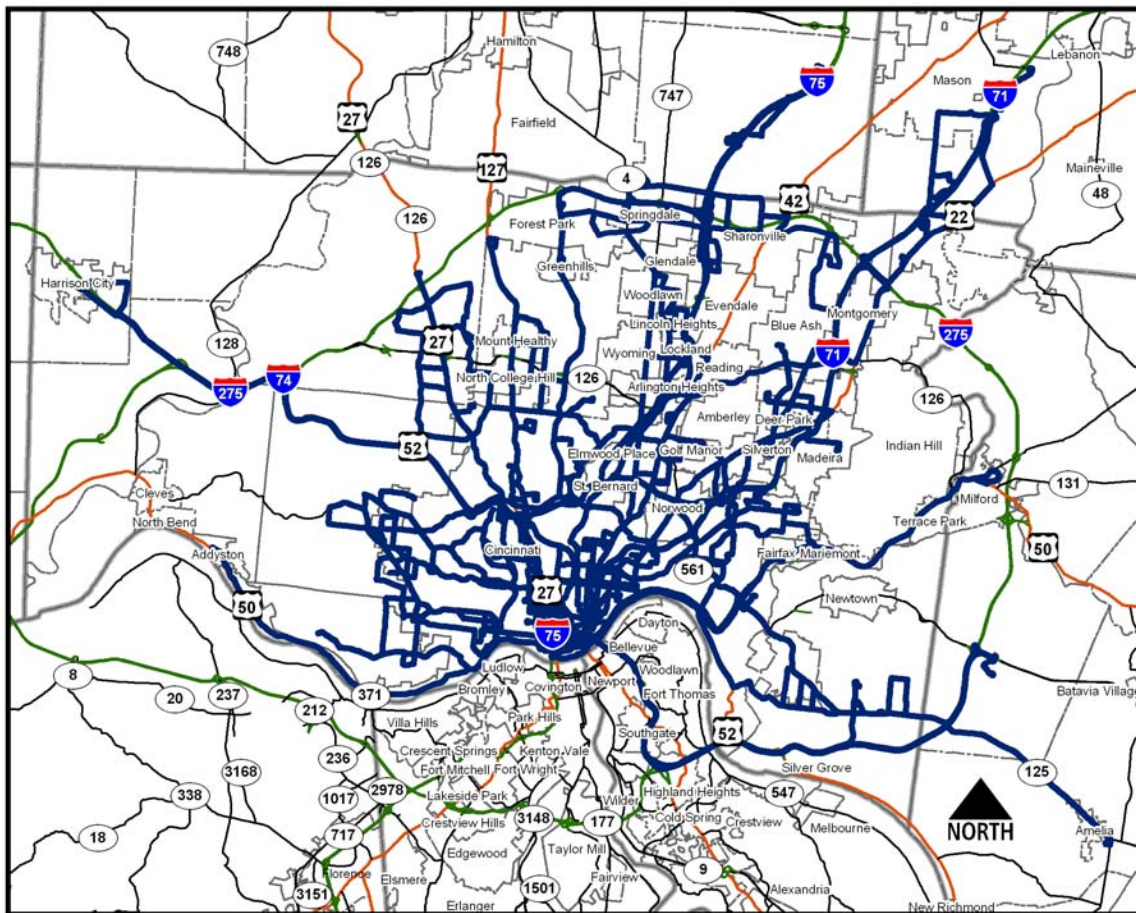 Hamilton
Lebanon
748
Mason
75
71
747
27
Fairfield
126
127
Maineville
4
48
42
22
126
Springdale
Forest Park
Sharonville
Glendale
Greenhills
Harrison City
Woodlawn
Evendale
Montgomery
Lincoln Heights
Blue Ash
275
128
27
Mount Healthy
Wyoming
Lockland
71
Reading
74
North College Hill
126
Arlington Heights
275
126
Amberley
Deer Park
52
Indian Hill
Elmwood Place
Golf Manor
Silverton
Madeira
St. Bernard
131
Cleves
Milford
Norwood
North Bend
Terrace Park
50
Addyston
Cincinnati
Fairfax
Mariemont
561
27
Newtown
50
Dayton
75
Bellevue
Ludlow
Woodlawn
8
Newport
Batavia Village
20
237
371
Bromley
Covington
Fort Thomas
212
Villa Hills
Park Hills
52
Southgate
236
Crescent Springs
Kenton Vale
3168
Silver Grove
Fort Mitchell
Fort Wright
125
338
1017
2978
Lakeside Park
Wilder
Highland Heights
547
717
Crestview Hills
3148
177
Cold Spring
Crestview
Melbourne
NORTH
18
Amelia
Edgewood
Taylor Mill
Florence
Elsmere
Fairview
9
3151
1501
Alexandria
Erlanger
New Richmond